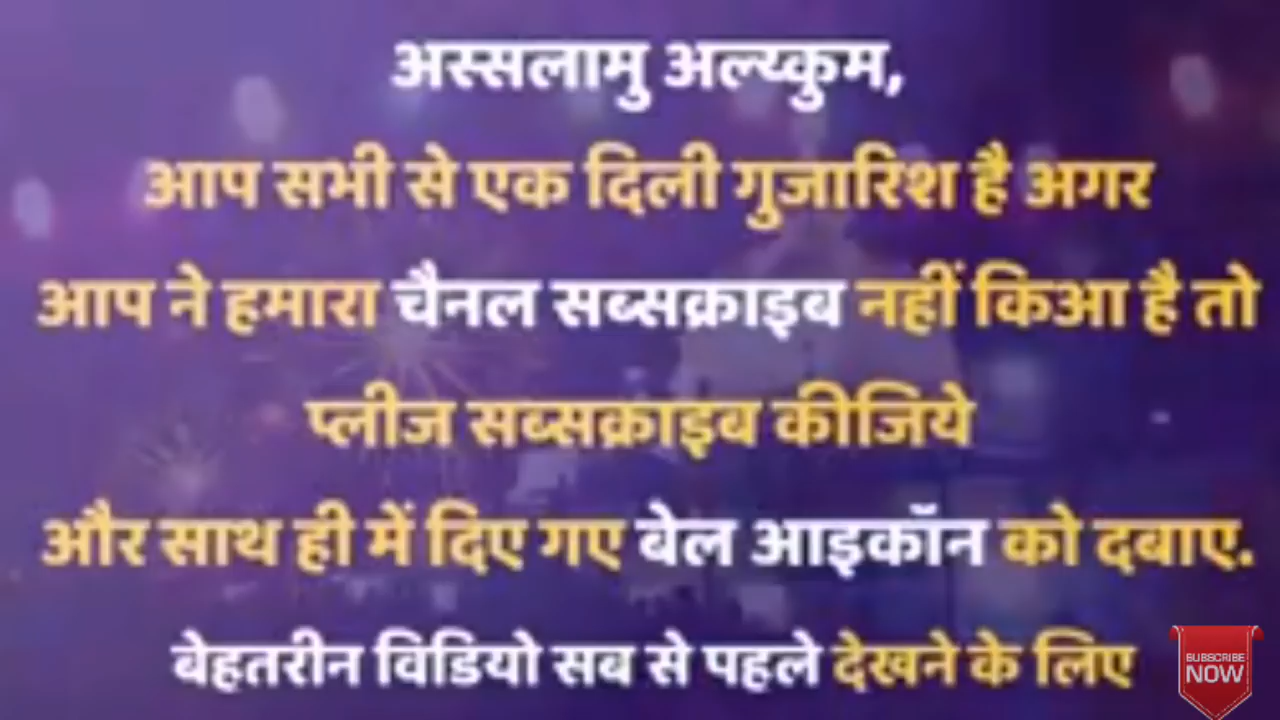 अस्सलामु अल्य्कुम,
आप सभी से एक दिली गुजारिश है अगर
आप ने हमारा चैनल सब्सक्राइब नहीं किआ है तो
प्लीज सब्सक्राइब कीजिये
और साथ ही में दिए गए बेल आइकॉन को दबाए.
बेहतरीन विडियो सब से पहले देखने के लिए
SUBSCRIBE
NOW